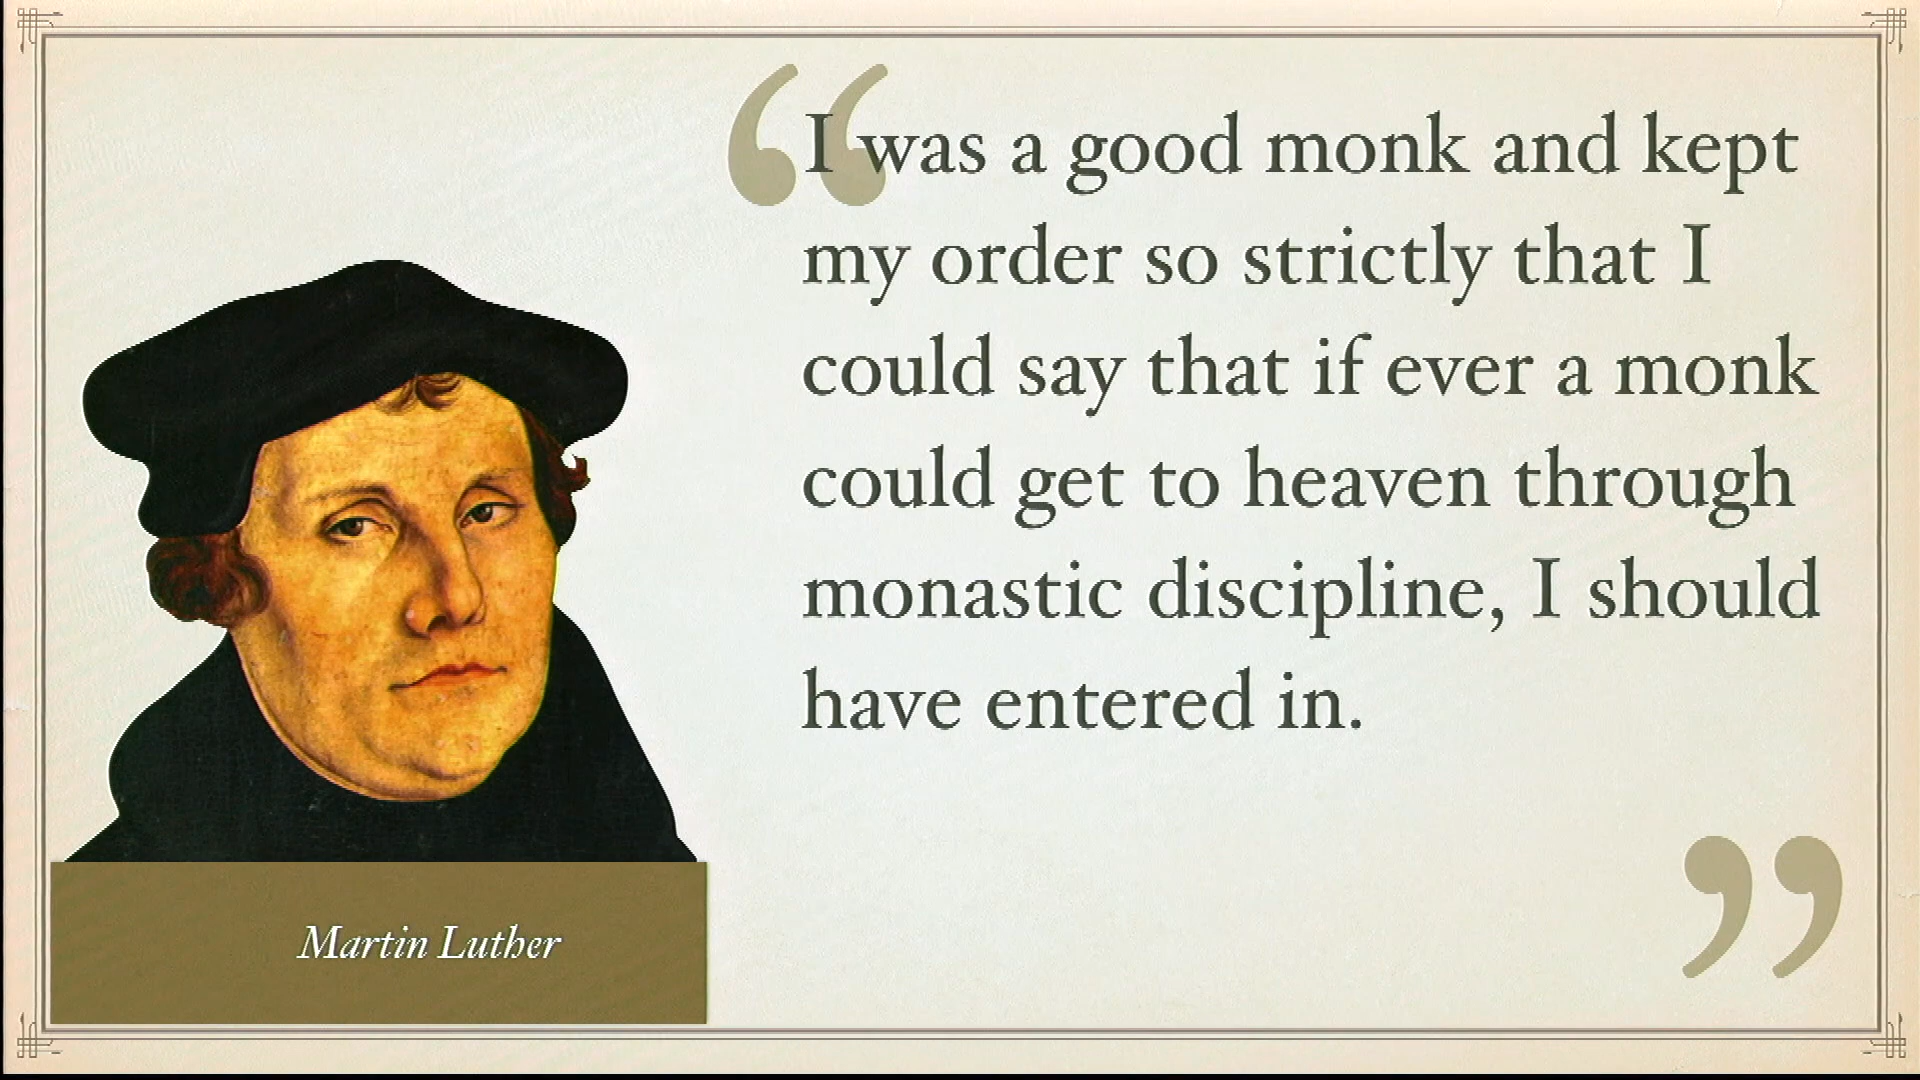 “I was a good monk and kept
my order so strictly that I
could say that if ever a monk
could get to heaven through
monastic discipline, I should
have entered in.
”
Martin Luther